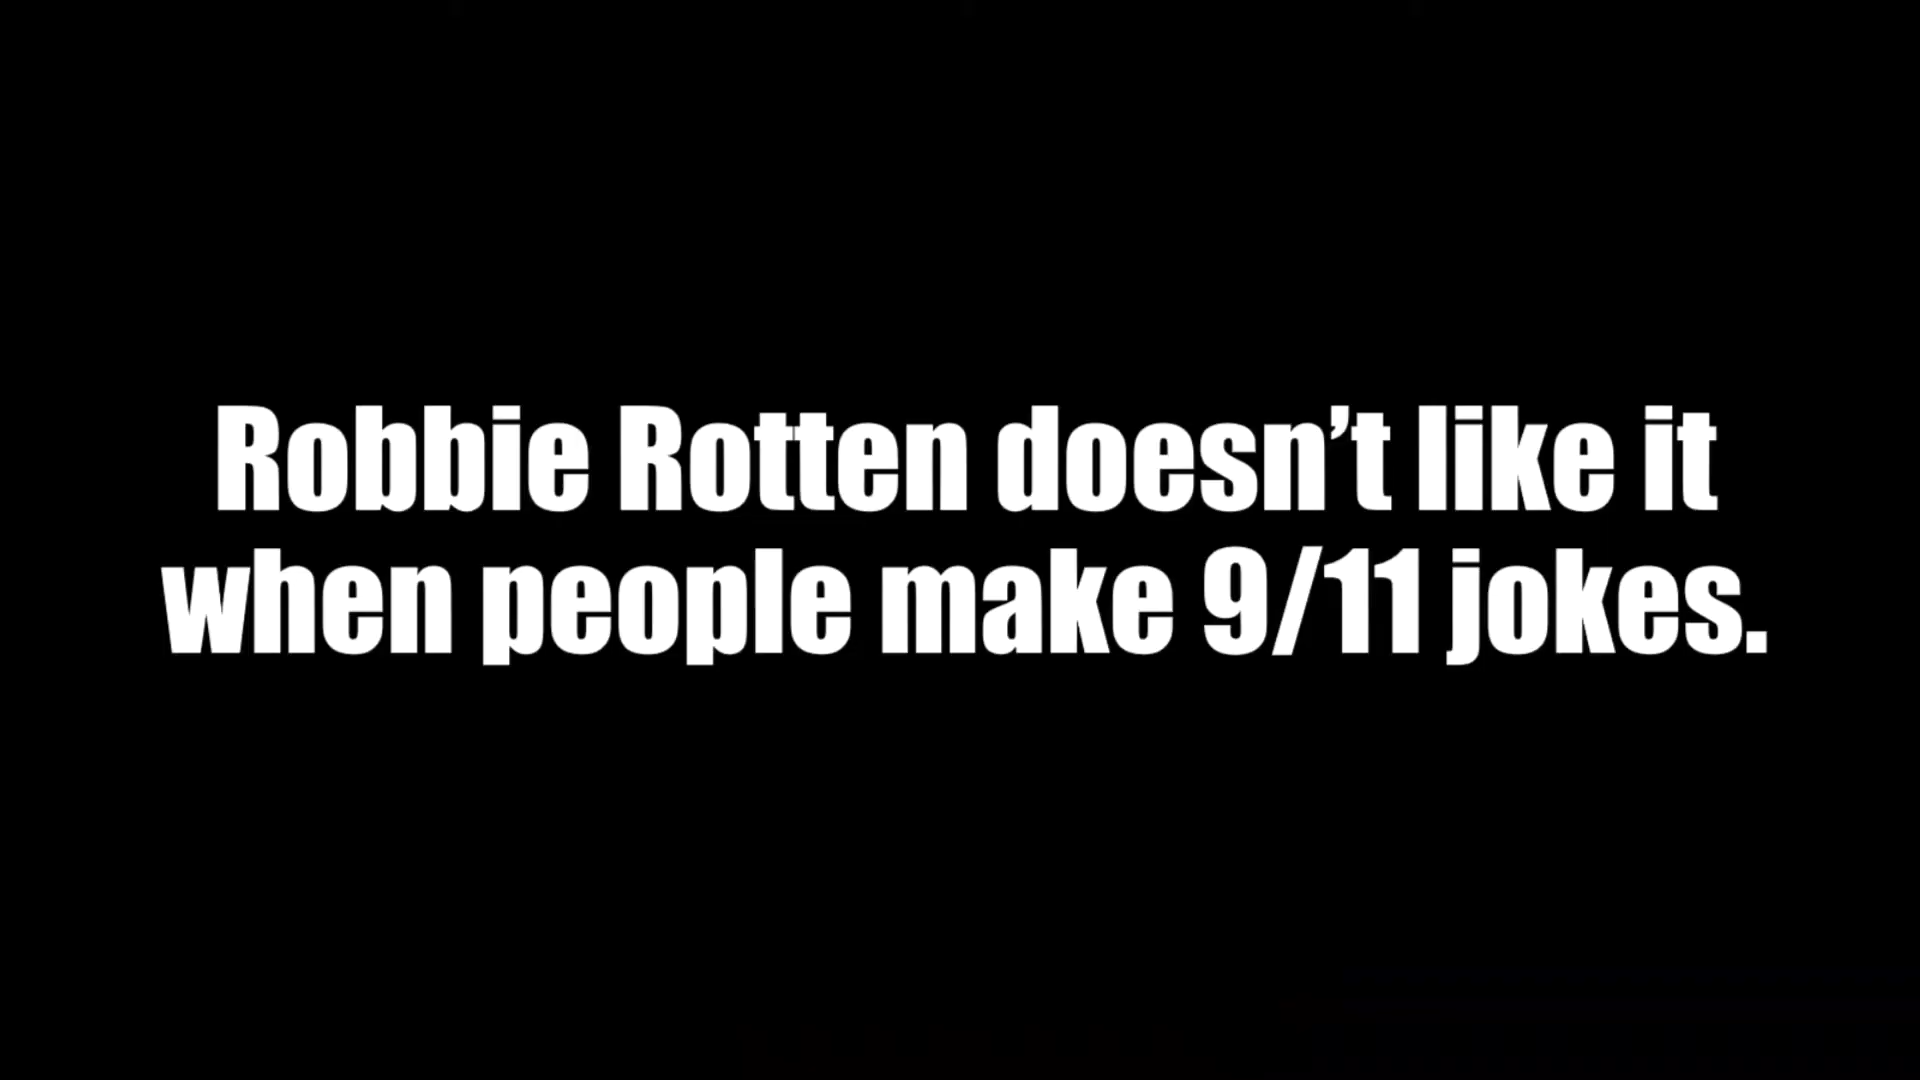 Robbie Rotten doesn’t like it
when people make 9/11 jokes.